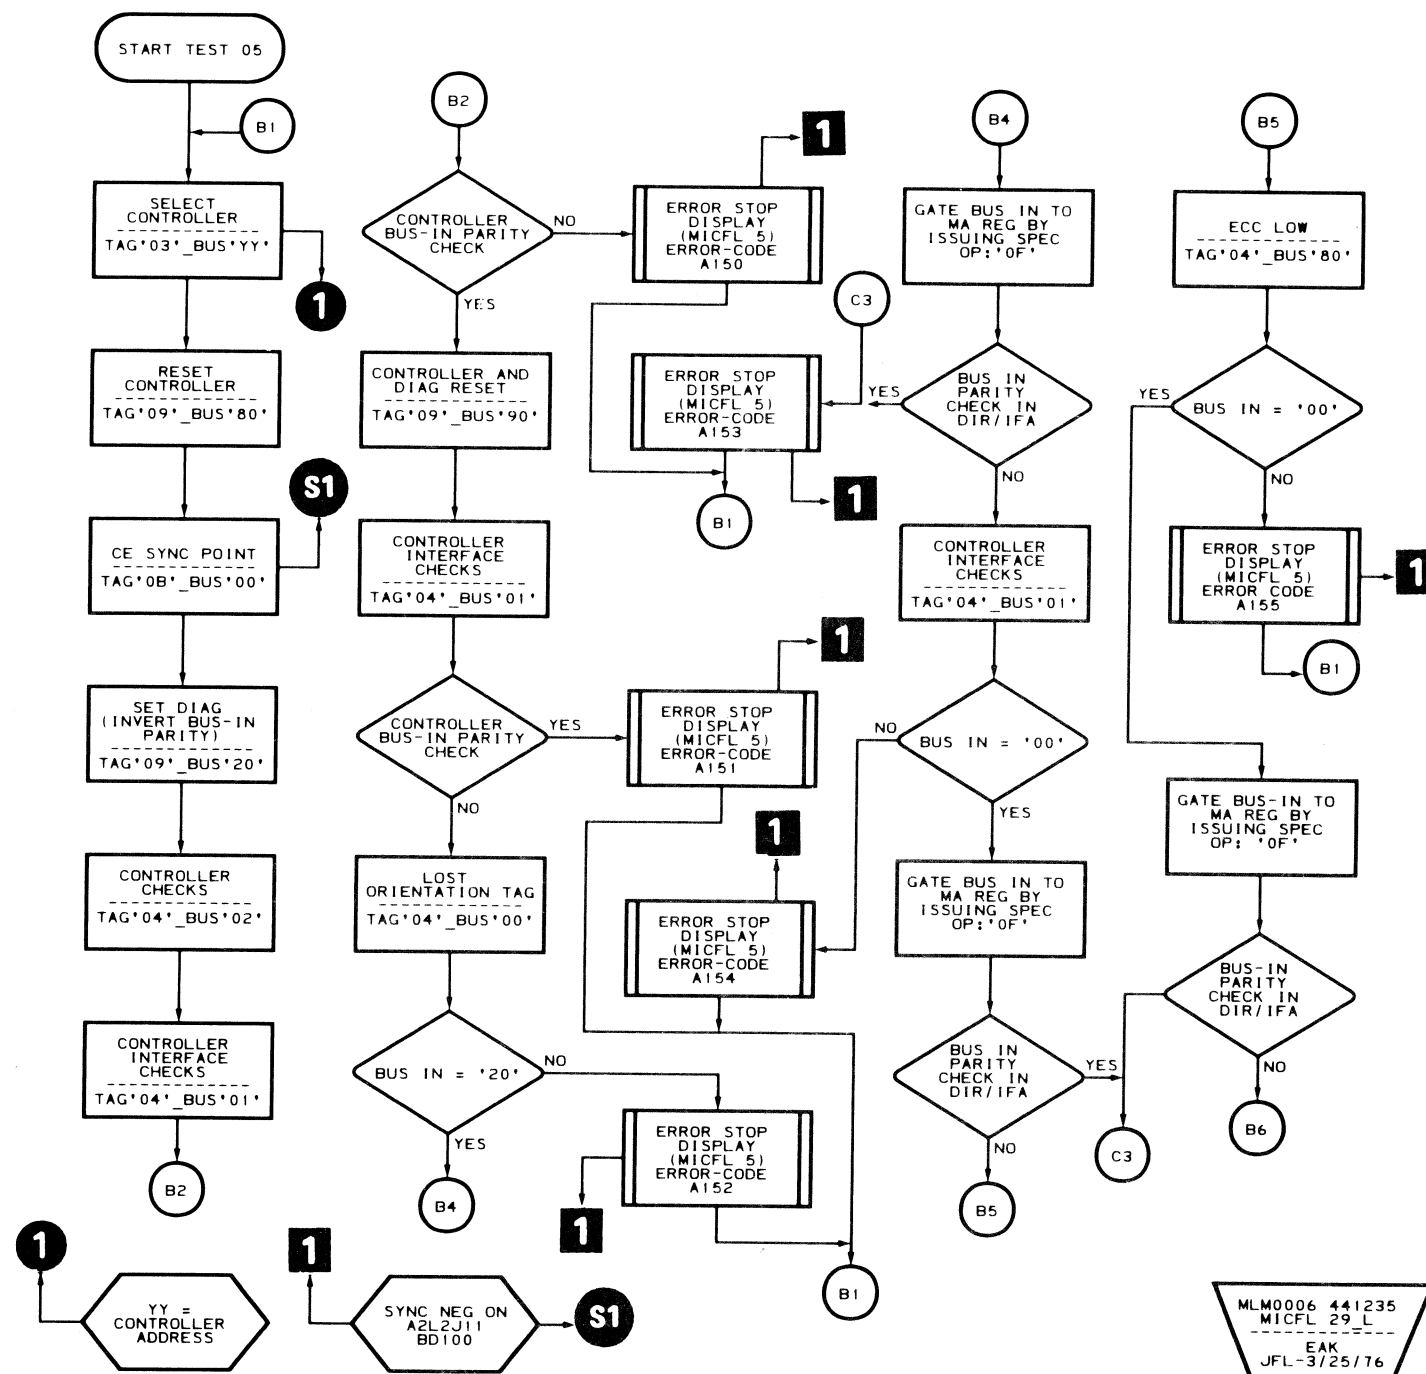 START TEST 05
B1
SELECT
CONTROLLER
TAG'03'_BUS'YY'
1
RESET
CONTROLLER
TAG'09'_BUS'80'
S1
CE SYNC POINT
TAG'0B'_BUS'00'
SET DIAG
(INVERT BUS-IN
PARITY)
TAG'09'_BUS'20'
CONTROLLER
CHECKS
TAG'04'_BUS'02'
CONTROLLER
INTERFACE
CHECKS
TAG'04'_BUS'01'
B2
1
YY =
CONTROLLER
ADDRESS
B2
CONTROLLER
BUS-IN PARITY
CHECK
NO
YES
CONTROLLER AND
DIAG RESET
TAG'09'_BUS'90'
CONTROLLER
INTERFACE
CHECKS
TAG'04'_BUS'01'
CONTROLLER
BUS-IN PARITY
CHECK
YES
NO
LOST
ORIENTATION TAG
TAG'04'_BUS'00'
BUS IN = '20'
NO
YES
B4
1
SYNC NEG ON
A2L2J11
BD100
S1
1
ERROR STOP
DISPLAY
(MICFL 5)
ERROR-CODE
A150
C3
ERROR STOP
DISPLAY
(MICFL 5)
ERROR-CODE
A153
1
B1
1
ERROR STOP
DISPLAY
(MICFL 5)
ERROR-CODE
A151
1
ERROR STOP
DISPLAY
(MICFL 5)
ERROR-CODE
A154
ERROR STOP
DISPLAY
(MICFL 5)
ERROR-CODE
A152
1
B1
B4
GATE BUS IN TO
MA REG BY
ISSUING SPEC
OP:'0F'
YES
BUS IN
PARITY
CHECK IN
DIR/IFA
NO
CONTROLLER
INTERFACE
CHECKS
TAG'04'_BUS'01'
NO
BUS IN = '00'
YES
GATE BUS IN TO
MA REG BY
ISSUING SPEC
OP:'0F'
BUS IN
PARITY
CHECK IN
DIR/IFA
YES
NO
B5
C3
B5
ECC LOW
TAG'04'_BUS'80'
YES
BUS IN = '00'
NO
ERROR STOP
DISPLAY
(MICFL 5)
ERROR CODE
A155
1
B1
GATE BUS-IN TO
MA REG BY
ISSUING SPEC
OP: '0F'
BUS-IN
PARITY
CHECK IN
DIR/IFA
NO
B6
MLM0006 441235
MICFL 29_L
EAK
JFL-3/25/76